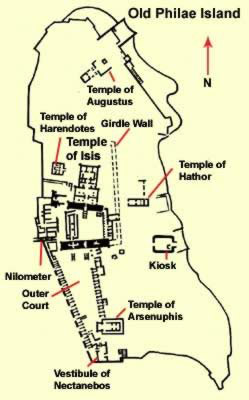 Old Philae Island
N
Temple of
Augustus
Temple of
Harendotes
Girdle Wall
Temple
of Isis
Temple of
Hathor
Kiosk
Nilometer
Outer
Court
Temple of
Arsenuphis
Vestibule of
Nectanebos